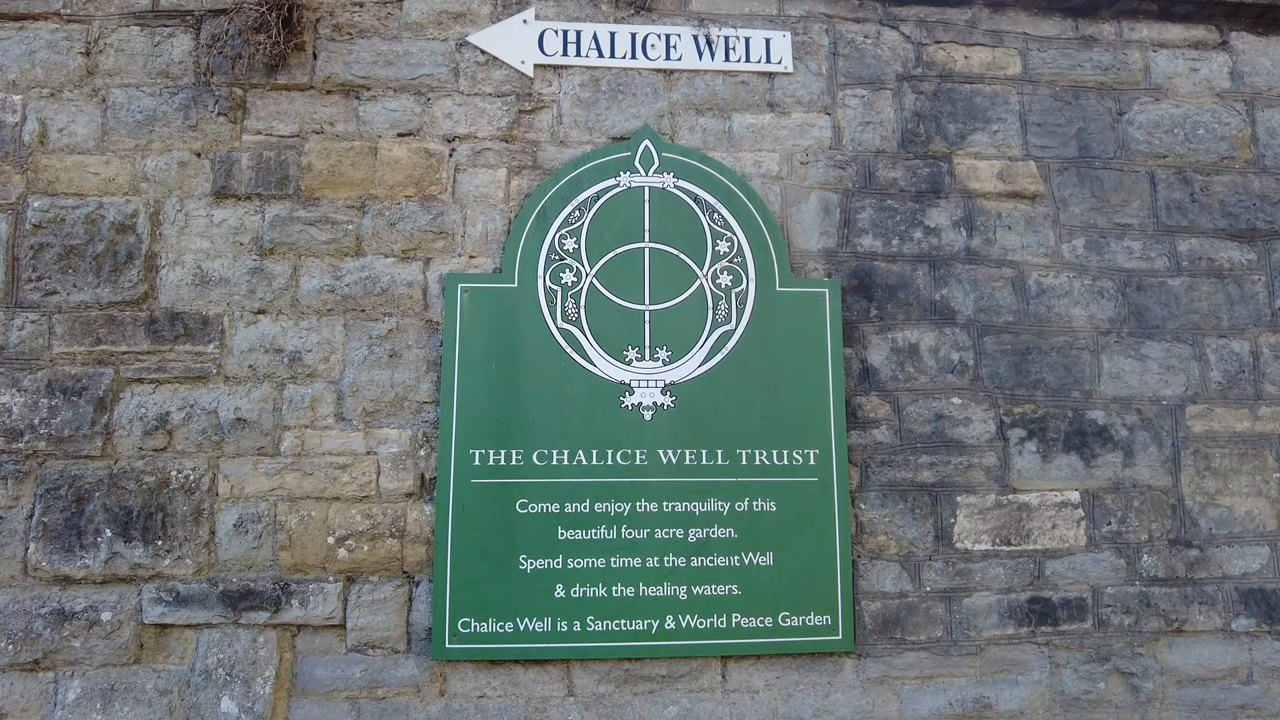 CHALICE WELL
THE CHALICE WELL TRUST
Come and enjoy the tranquility of this
beautiful four acre garden.
Spend some time at the ancient Well
& drink the healing waters.
Chalice Well is a Sanctuary & World Peace Garden